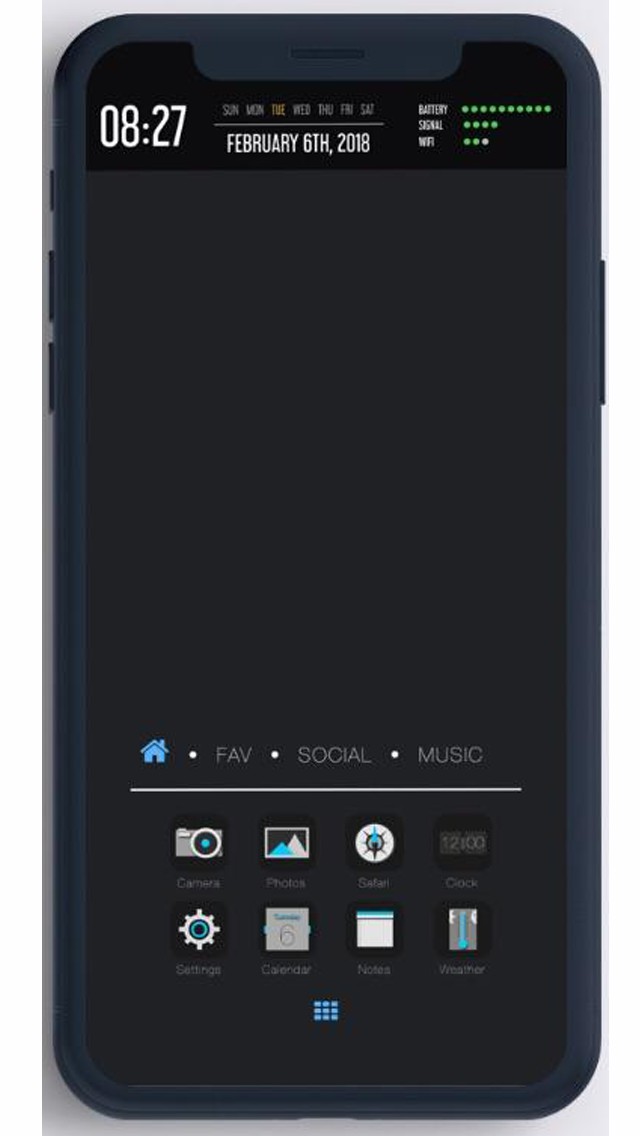 08:27
SUN MON TUE WED THU FRI SAT
FEBRUARY 6TH, 2018
BATTERY
SIGNAL
WIFI
FAV • SOCIAL • MUSIC
12:00
Camera Photos Safari Clock
Tuesday
6
Settings Calendar Notes Weather